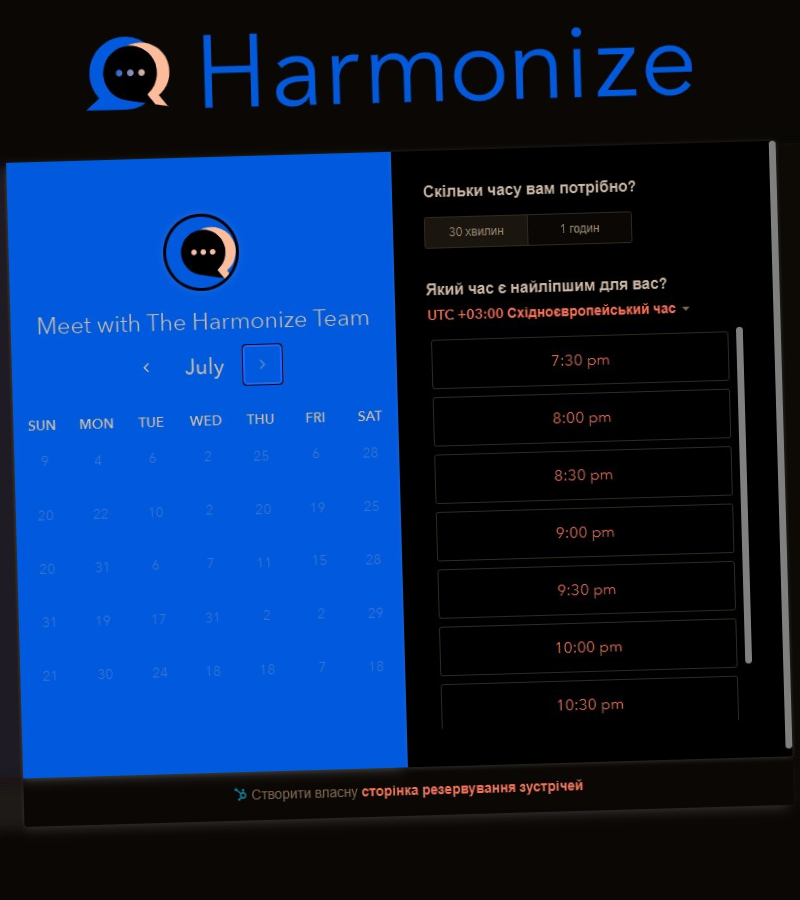 Harmonize
Meet with The Harmonize Team
July
SUN MON TUE WED THU FRI SAT
9 4 6 2 25 6 28
20 22 10 2 20 19 25
20 31 6 7 11 15 28
31 19 17 31 2 2 29
21 30 24 18 18 7 18
Скільки часу вам потрібно?
30 хвилин 1 годин
Який час є найліпшим для вас?
UTC +03:00 Східноєвропейський час
7:30 pm
8:00 pm
8:30 pm
9:00 pm
9:30 pm
10:00 pm
10:30 pm
Створити власну сторінка резервування зустрічей